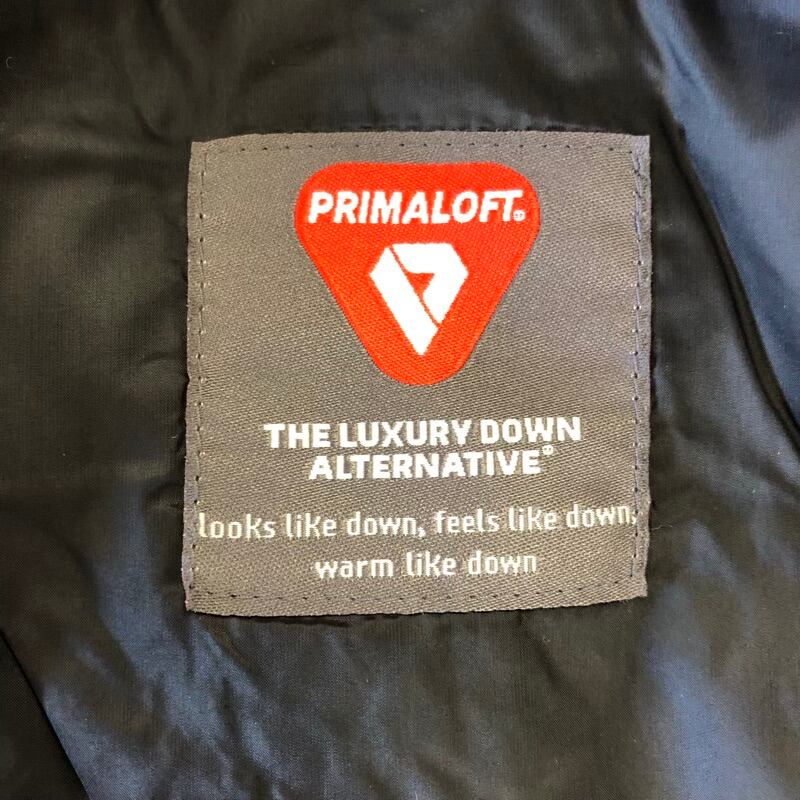 PRIMALOFT®
THE LUXURY DOWN
ALTERNATIVE®
looks like down, feels like down,
warm like down